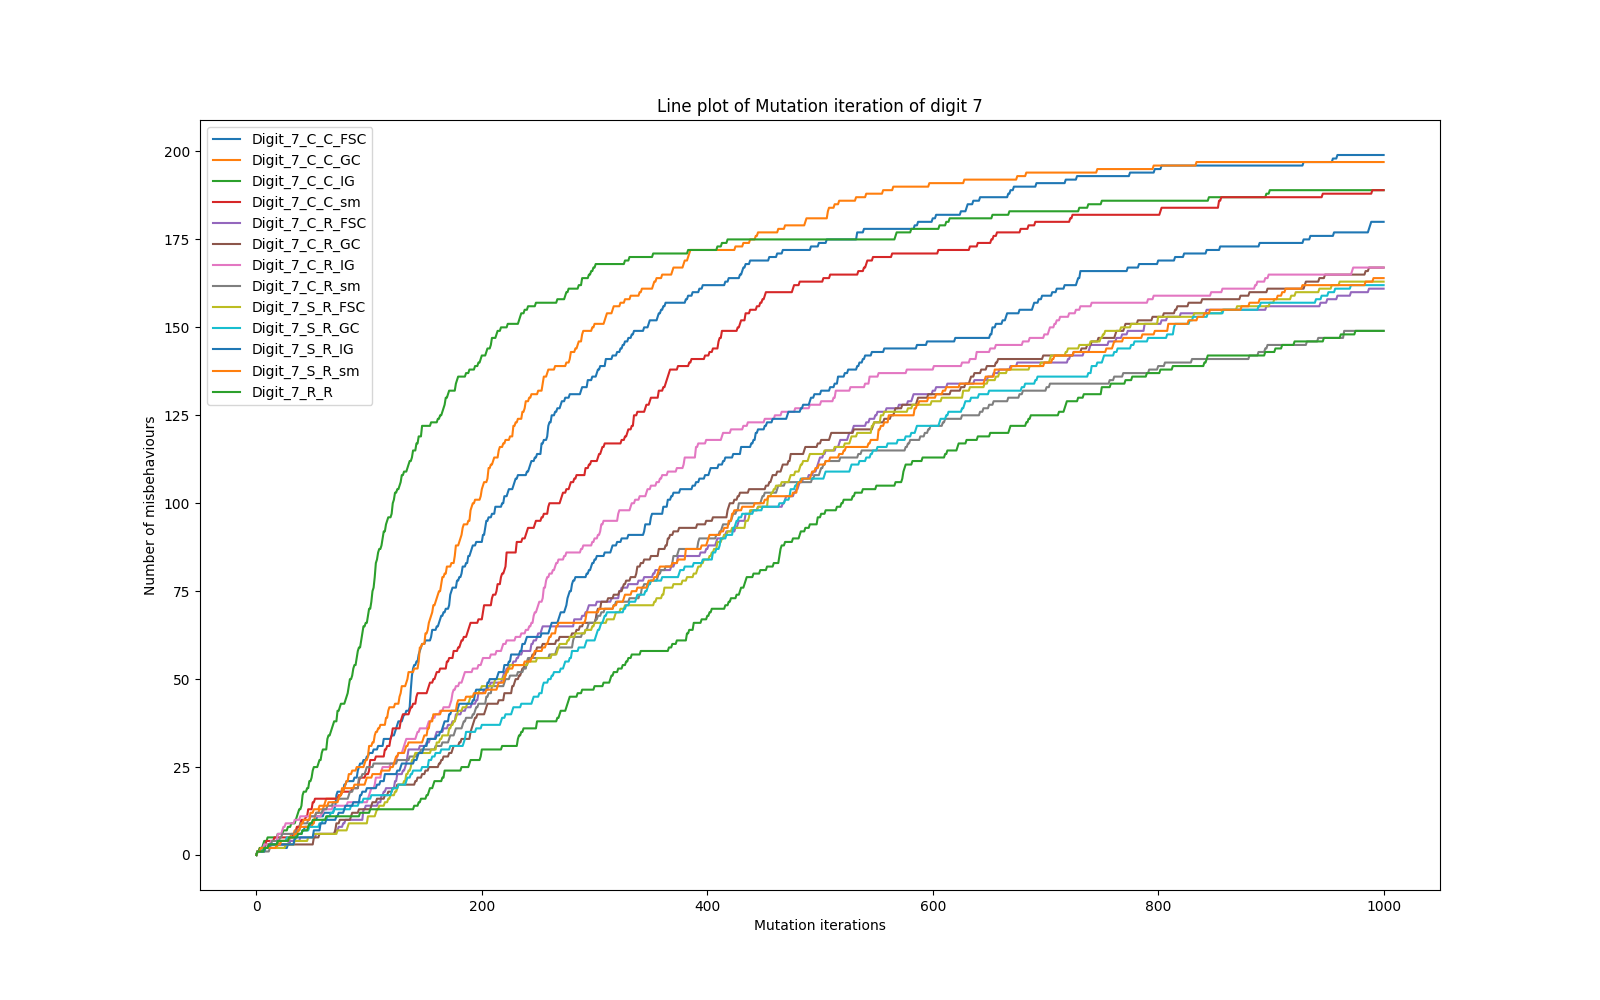 Line plot of Mutation iteration of digit 7
Digit_7_C_C_FSC
Digit_7_C_C_GC
Digit_7_C_C_IG
Digit_7_C_C_sm
Digit_7_C_R_FSC
Digit_7_C_R_GC
Digit_7_C_R_IG
Digit_7_C_R_sm
Digit_7_S_R_FSC
Digit_7_S_R_GC
Digit_7_S_R_IG
Digit_7_S_R_sm
Digit_7_R_R
200
175
150
125
100
75
50
25
0
Number of misbehaviours
0 200 400 600 800 1000
Mutation iterations